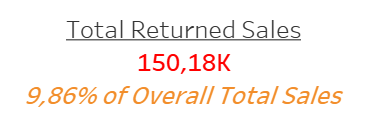 Total Returned Sales
150,18K
9,86% of Overall Total Sales